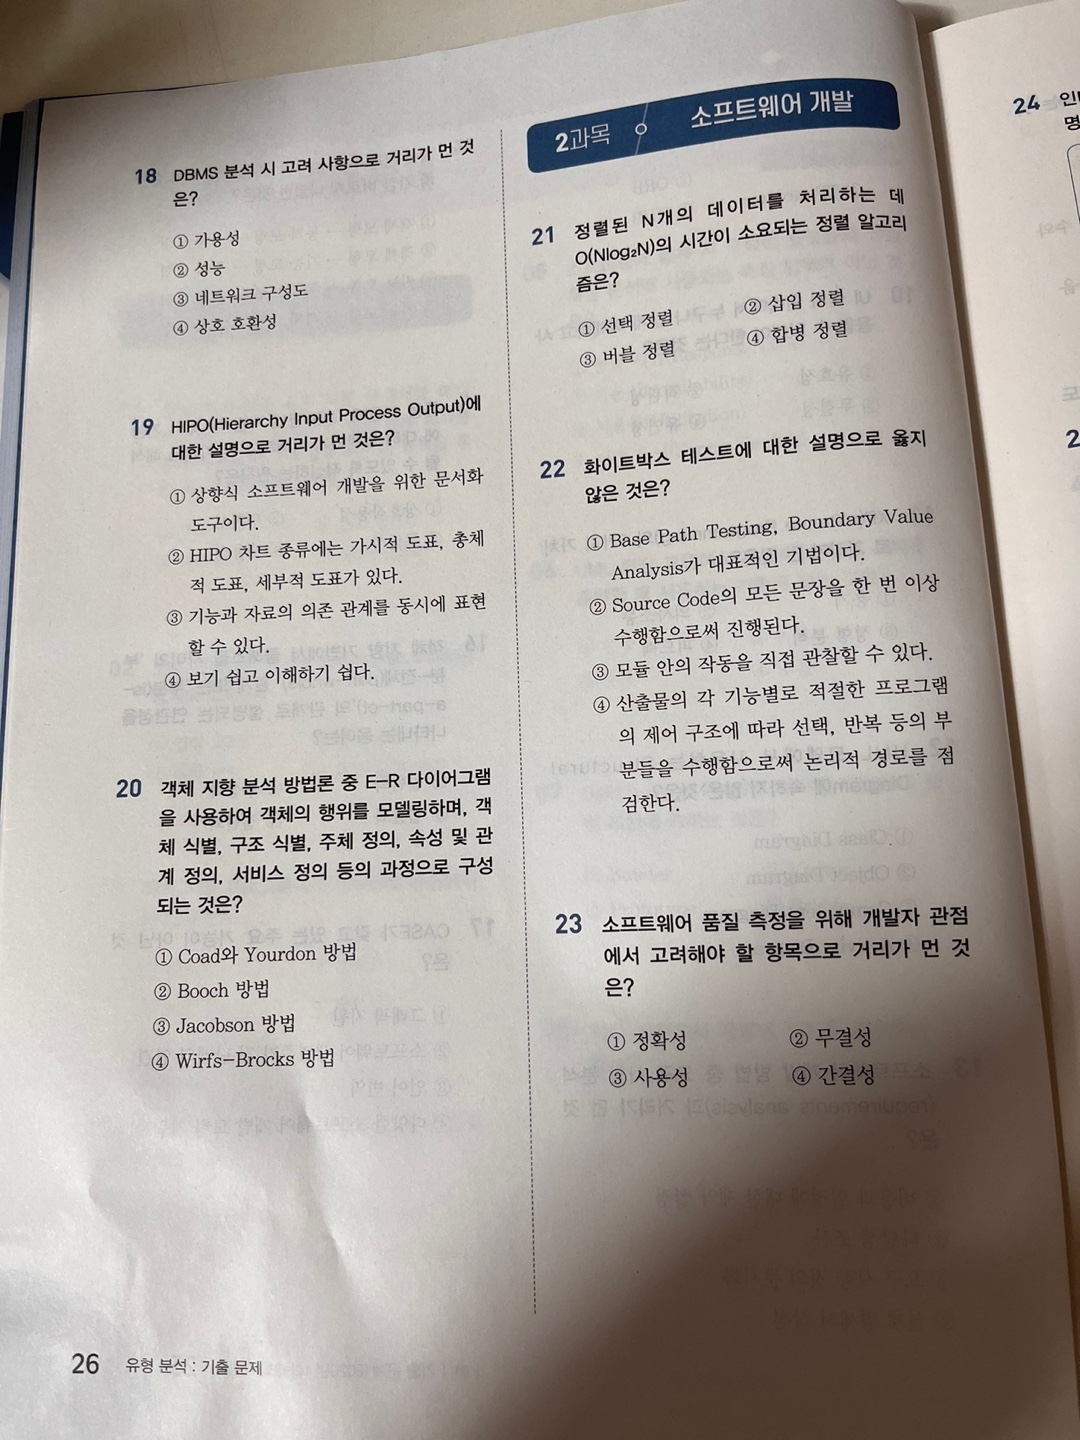 18 DBMS 분석 시 고려 사항으로 거리가 먼 것
은?
① 가용성
② 성능
③ 네트워크 구성도
④ 상호 호환성
19 HIPO(Hierarchy Input Process Output)에
대한 설명으로 거리가 먼 것은?
① 상향식 소프트웨어 개발을 위한 문서화
도구이다.
② HIPO 차트 종류에는 가시적 도표, 총체
적 도표, 세부적 도표가 있다.
③ 기능과 자료의 의존 관계를 동시에 표현
할 수 있다.
④ 보기 쉽고 이해하기 쉽다.
20 객체 지향 분석 방법론 중 E-R 다이어그램
을 사용하여 객체의 행위를 모델링하며, 객
체 식별, 구조 식별, 주체 정의, 속성 및 관
계 정의, 서비스 정의 등의 과정으로 구성
되는 것은?
① Coad와 Yourdon 방법
② Booch 방법
③ Jacobson 방법
④ Wirfs-Brocks 방법
2과목 소프트웨어 개발
21 정렬된 N개의 데이터를 처리하는 데
O(Nlog₂N)의 시간이 소요되는 정렬 알고리
즘은?
① 선택 정렬 ② 삽입 정렬
③ 버블 정렬 ④ 합병 정렬
22 화이트박스 테스트에 대한 설명으로 옳지
않은 것은?
① Base Path Testing, Boundary Value
Analysis가 대표적인 기법이다.
② Source Code의 모든 문장을 한 번 이상
수행함으로써 진행된다.
③ 모듈 안의 작동을 직접 관찰할 수 있다.
④ 산출물의 각 기능별로 적절한 프로그램
의 제어 구조에 따라 선택, 반복 등의 부
분들을 수행함으로써 논리적 경로를 점
검한다.
23 소프트웨어 품질 측정을 위해 개발자 관점
에서 고려해야 할 항목으로 거리가 먼 것
은?
① 정확성 ② 무결성
③ 사용성 ④ 간결성
26 유형 분석 : 기출 문제
24
명